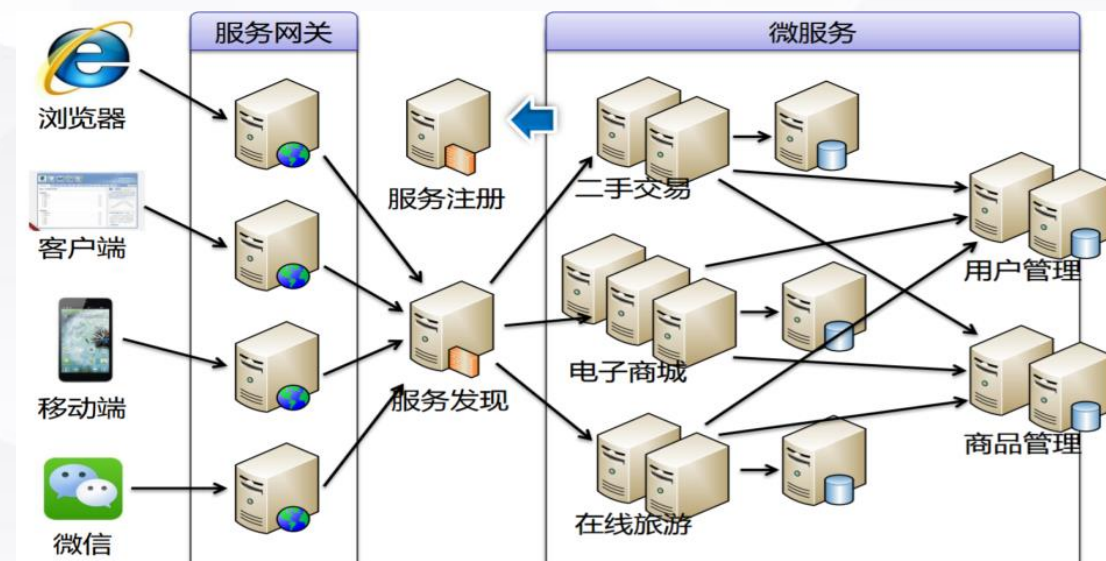 服务网关
微服务
浏览器
服务注册
二手交易
客户端
用户管理
电子商城
移动端
服务发现
商品管理
在线旅游
微信